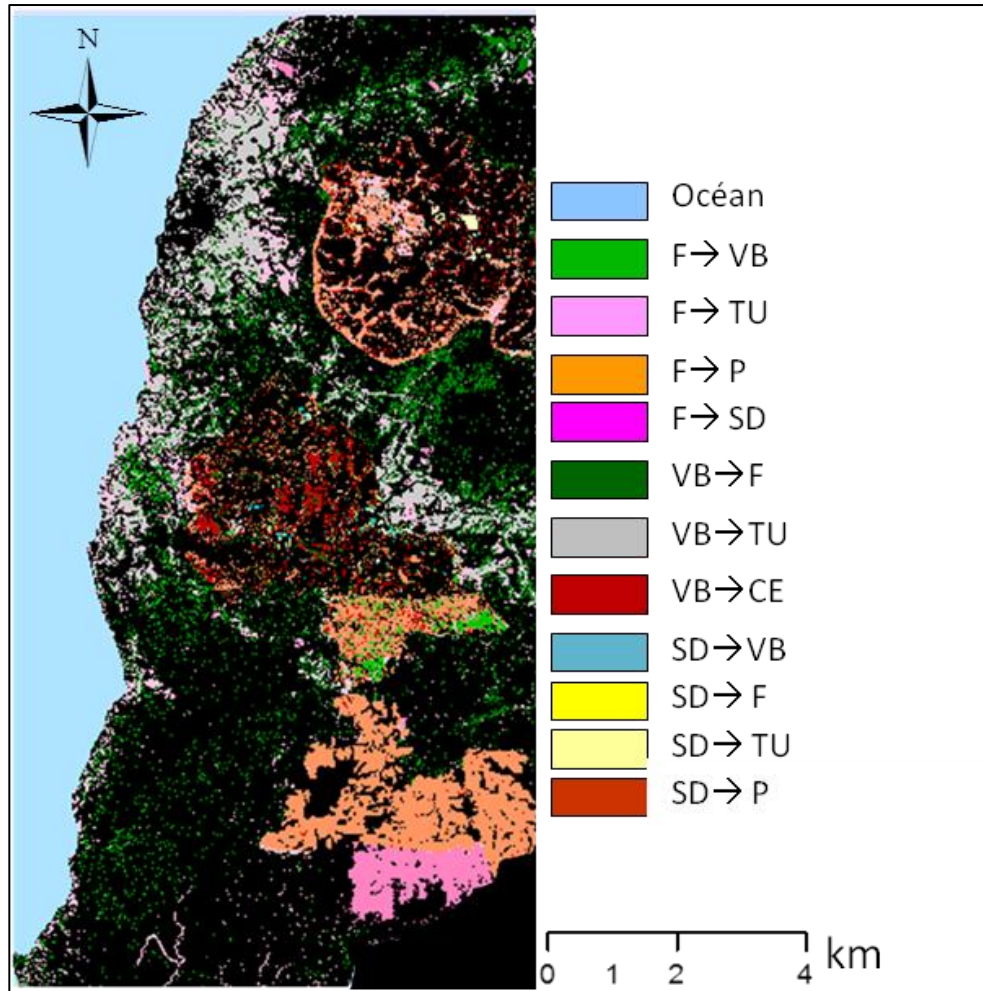 N
Océan
F→ VB
F→ TU
F→ P
F→ SD
VB→F
VB→TU
VB→CE
SD→VB
SD→ F
SD→ TU
SD→ P
0 1 2 4 km